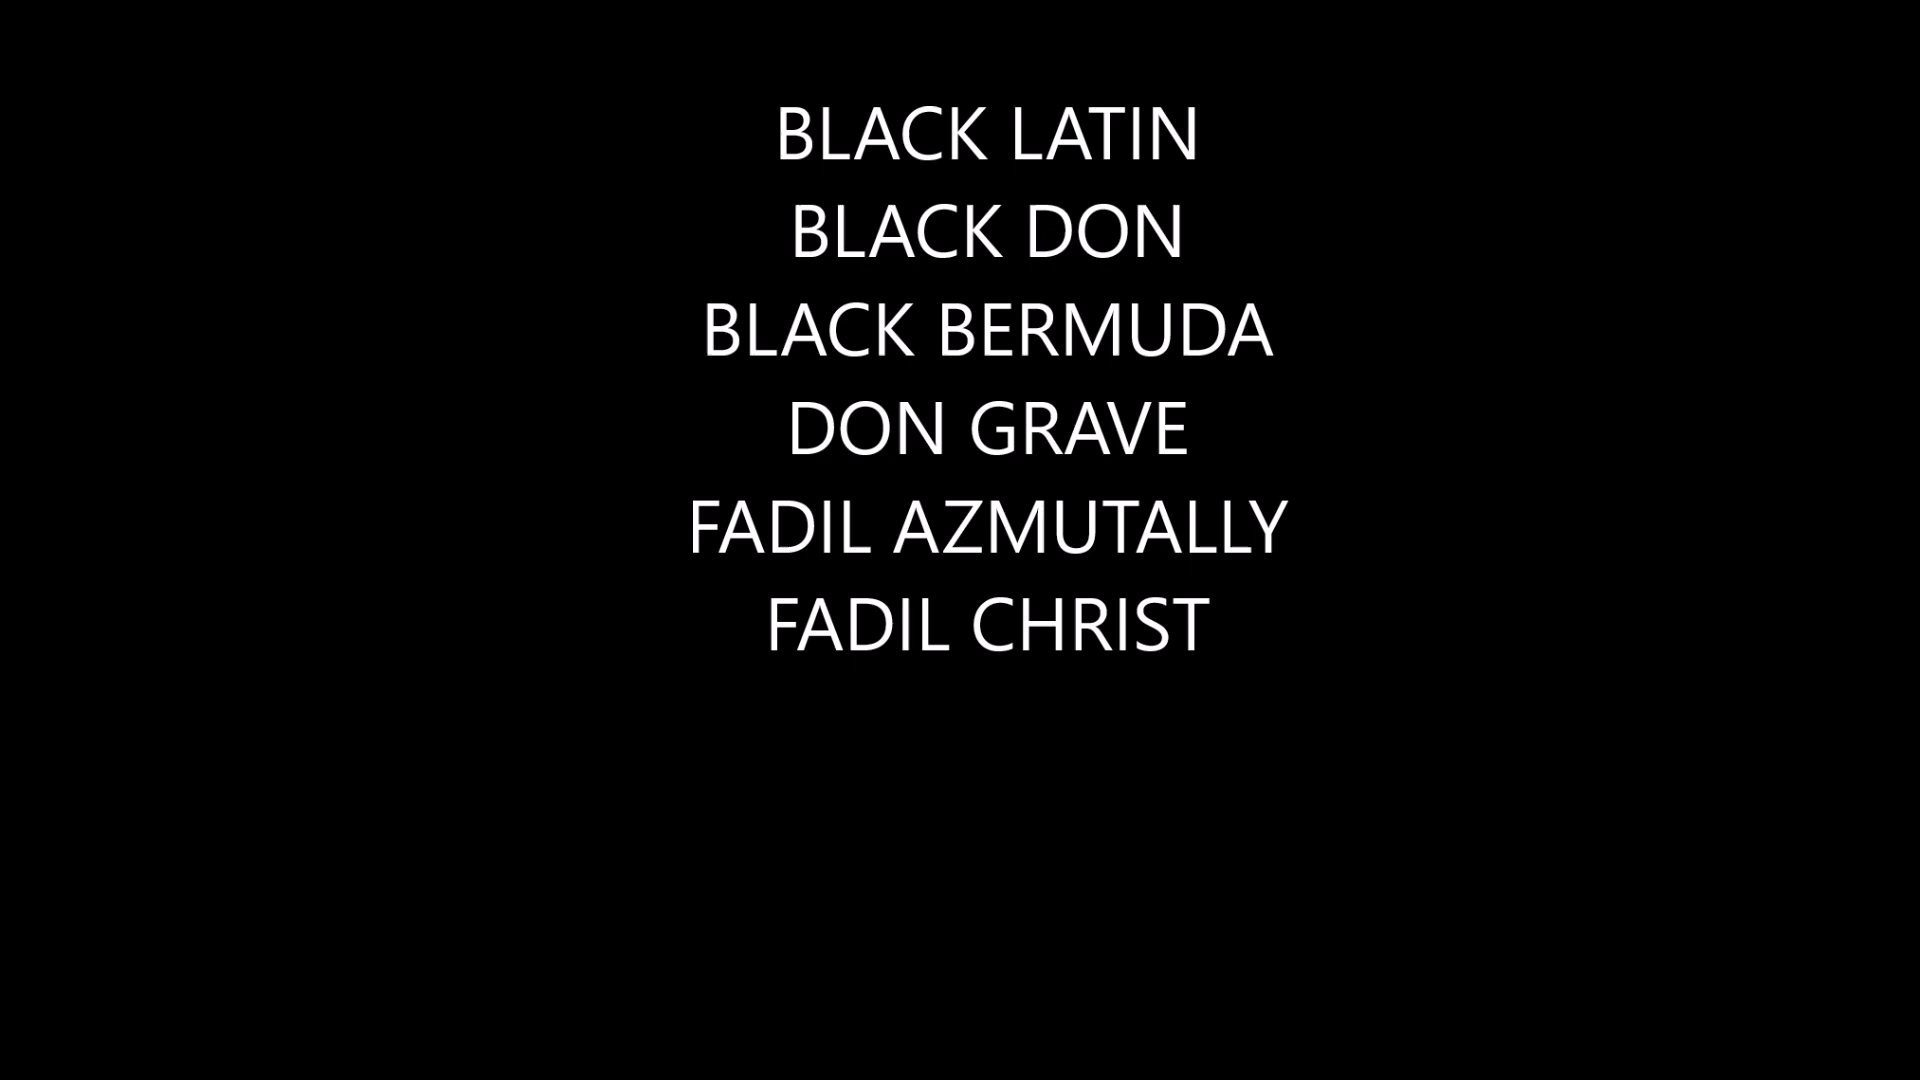 BLACK LATIN
BLACK DON
BLACK BERMUDA
DON GRAVE
FADIL AZMUTALLY
FADIL CHRIST